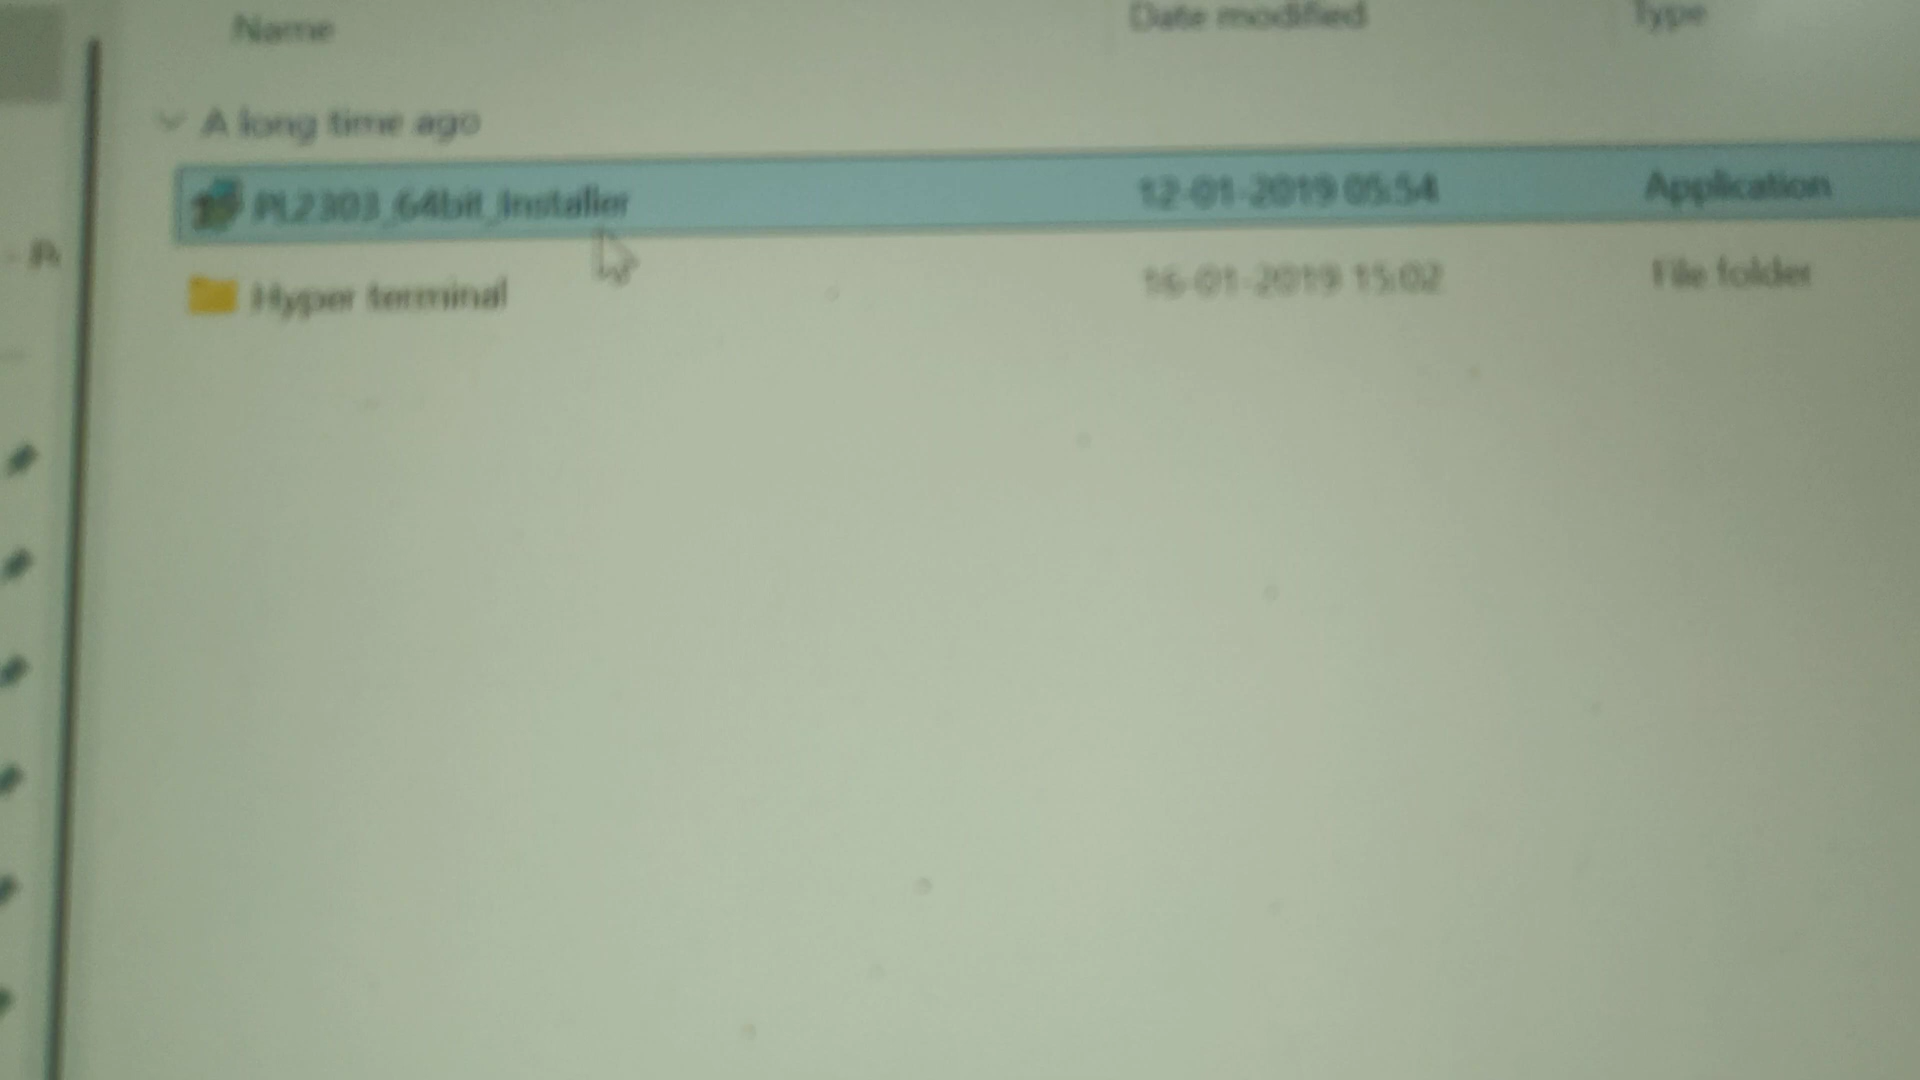 Name Date modified Type
A long time ago
PL2303_64bit_Installer 12-01-2019 05:54 Application
Hyper terminal 16-01-2019 15:02 File folder